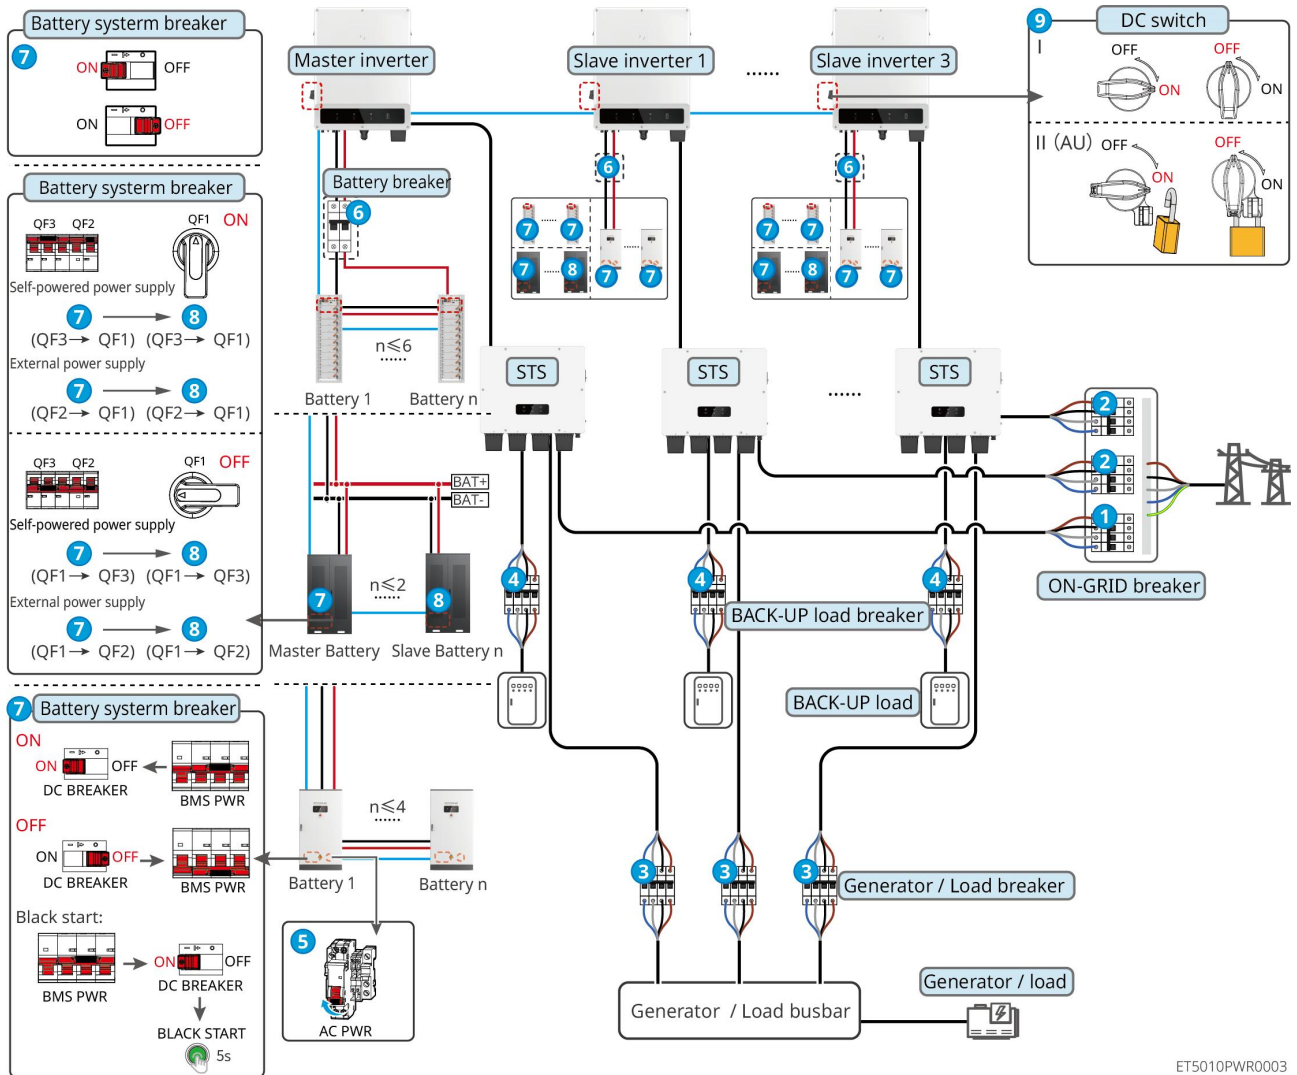 Battery systerm breaker
7
ON
OFF
ON
OFF
Battery systerm breaker
QF3 QF2
QF1 ON
Self-powered power supply
7 8
(QF3→ QF1) (QF3→ QF1)
External power supply
7 8
(QF2→ QF1) (QF2→ QF1)
QF3 QF2
QF1 OFF
Self-powered power supply
7 8
(QF1→ QF3) (QF1→ QF3)
External power supply
7 8
(QF1→ QF2) (QF1→ QF2)
7 Battery systerm breaker
ON
ON OFF
DC BREAKER
BMS PWR
OFF
ON OFF
DC BREAKER
BMS PWR
Black start:
BMS PWR
ON OFF
DC BREAKER
BLACK START
5s
Master inverter
Slave inverter 1
......
Slave inverter 3
Battery breaker
6
6
6
7 7
7 8
7 7
7 7
7 8
7 7
n≤6
......
Battery 1
Battery n
STS
STS
......
STS
BAT+
BAT-
n≤2
......
7
8
Master Battery
Slave Battery n
n≤4
......
Battery 1
Battery n
5
AC PWR
4
4
4
BACK-UP load breaker
BACK-UP load
3
3
3
Generator / Load breaker
Generator / Load busbar
Generator / load
2
2
1
ON-GRID breaker
9
DC switch
I
OFF
ON
OFF
ON
II (AU)
OFF
ON
OFF
ON
ET5010PWR0003